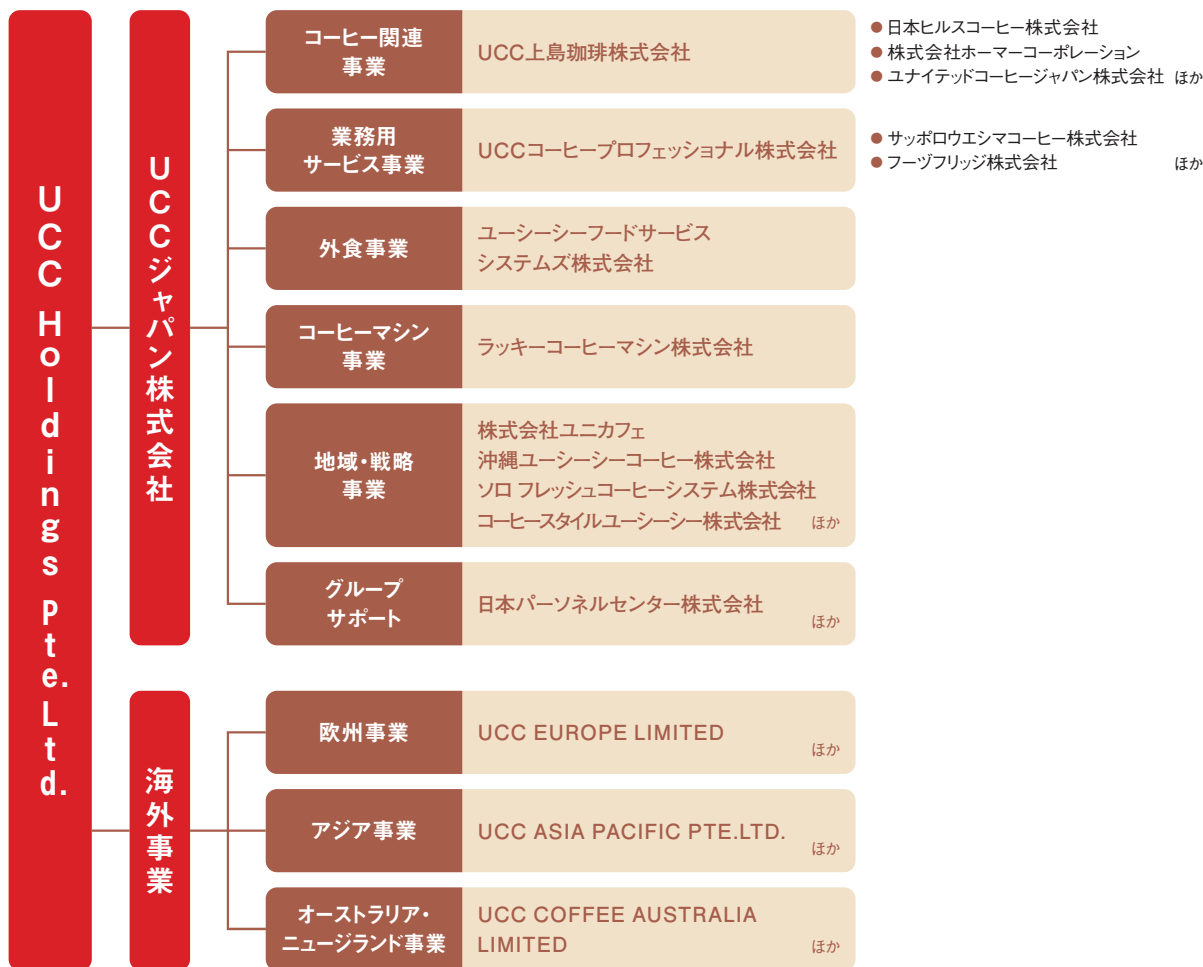 UCC Holdings Pte.Ltd.
UCCジャパン株式会社
コーヒー関連
事業
UCC上島珈琲株式会社
● 日本ヒルスコーヒー株式会社
● 株式会社ホーマーコーポレーション
● ユナイテッドコーヒージャパン株式会社 ほか
業務用
サービス事業
UCCコーヒープロフェッショナル株式会社
● サッポロウエシマコーヒー株式会社
● フーヅフリッジ株式会社 ほか
外食事業
ユーシーシーフードサービス
システムズ株式会社
コーヒーマシン
事業
ラッキーコーヒーマシン株式会社
地域・戦略
事業
株式会社ユニカフェ
沖縄ユーシーシーコーヒー株式会社
ソロ フレッシュコーヒーシステム株式会社
コーヒースタイルユーシーシー株式会社 ほか
グループ
サポート
日本パーソネルセンター株式会社
ほか
海外事業
欧州事業
UCC EUROPE LIMITED
ほか
アジア事業
UCC ASIA PACIFIC PTE.LTD.
ほか
オーストラリア・
ニュージランド事業
UCC COFFEE AUSTRALIA
LIMITED ほか